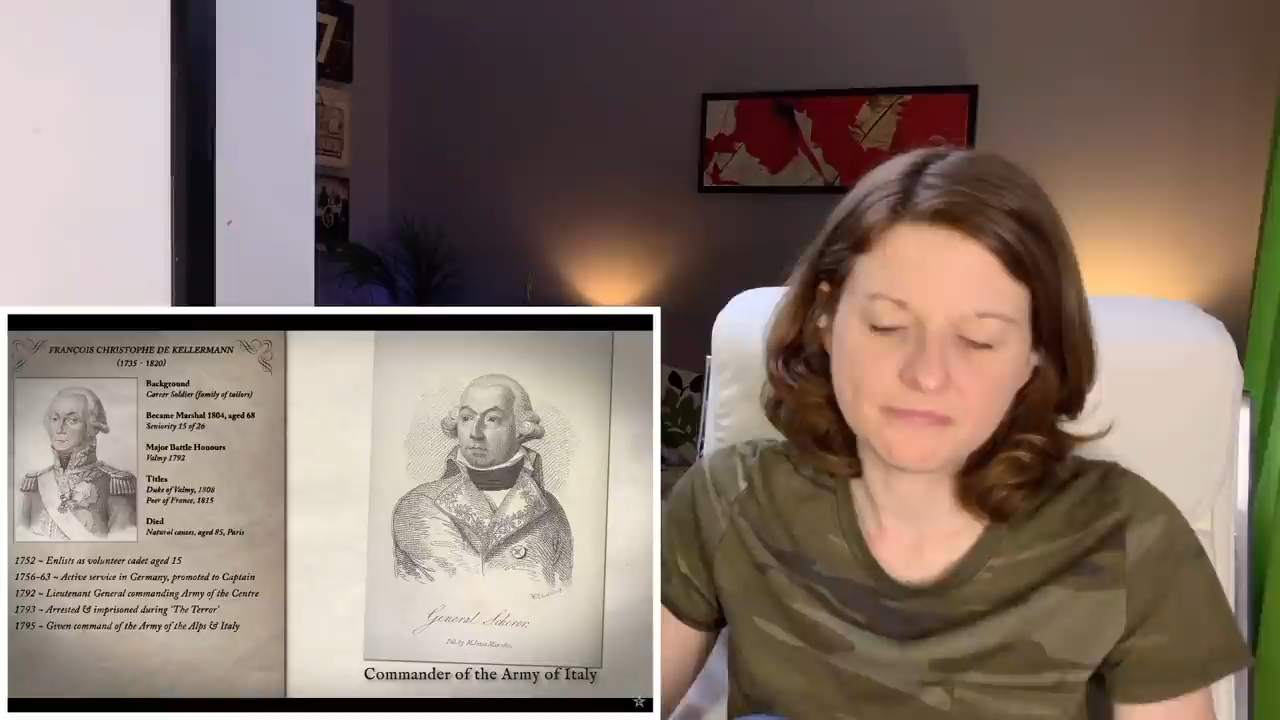 7
FRANÇOIS CHRISTOPHE DE KELLERMANN
(1735 - 1820)
Background
Career Soldier (family of tailors)
Became Marshal 1804, aged 68
Seniority 15 of 26
Major Battle Honours
Valmy 1792
Titles
Duke of Valmy, 1808
Peer of France, 1815
Died
Natural causes, aged 85, Paris
1752 ~ Enlists as volunteer cadet aged 15
1756-63 ~ Active service in Germany, promoted to Captain
1792 ~ Lieutenant General commanding Army of the Centre
1793 ~ Arrested & imprisoned during 'The Terror'
1795 ~ Given command of the Army of the Alps & Italy
General Scherer.
Commander of the Army of Italy